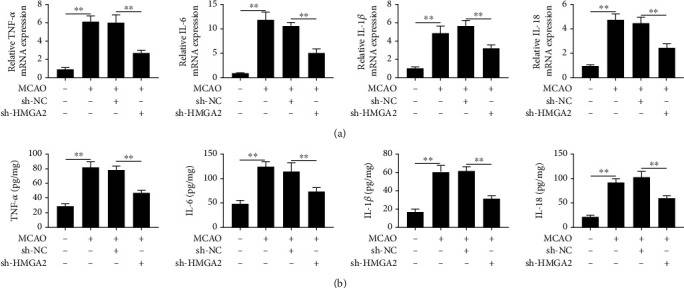 Relative TNF-α
mRNA expression
8
6
4
2
0
**
**
Relative IL-6
mRNA expression
15
10
5
0
**
**
Relative IL-1β
mRNA expression
8
6
4
2
0
**
**
Relative IL-18
mRNA expression
6
4
2
0
**
**
MCAO – + + +
sh-NC – – + –
sh-HMGA2 – – – +
MCAO – + + +
sh-NC – – + –
sh-HMGA2 – – – +
MCAO – + + +
sh-NC – – + –
sh-HMGA2 – – – +
MCAO – + + +
sh-NC – – + –
sh-HMGA2 – – – +
(a)
TNF-α (pg/mg)
100
80
60
40
20
0
**
**
IL-6 (pg/mg)
150
100
50
0
**
**
IL-1β (pg/mg)
80
60
40
20
0
**
**
IL-18 (pg/mg)
150
100
50
0
**
**
MCAO – + + +
sh-NC – – + –
sh-HMGA2 – – – +
MCAO – + + +
sh-NC – – + –
sh-HMGA2 – – – +
MCAO – + + +
sh-NC – – + –
sh-HMGA2 – – – +
MCAO – + + +
sh-NC – – + –
sh-HMGA2 – – – +
(b)